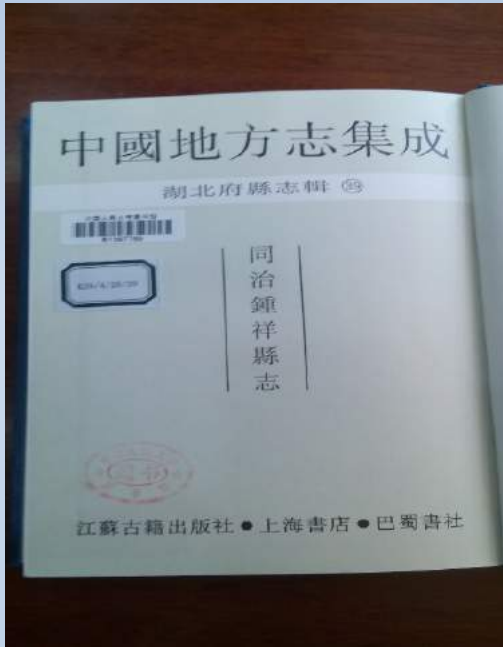 中國地方志集成
湖北府縣志輯 ㊴
同治鍾祥縣志
江蘇古籍出版社●上海書店●巴蜀書社